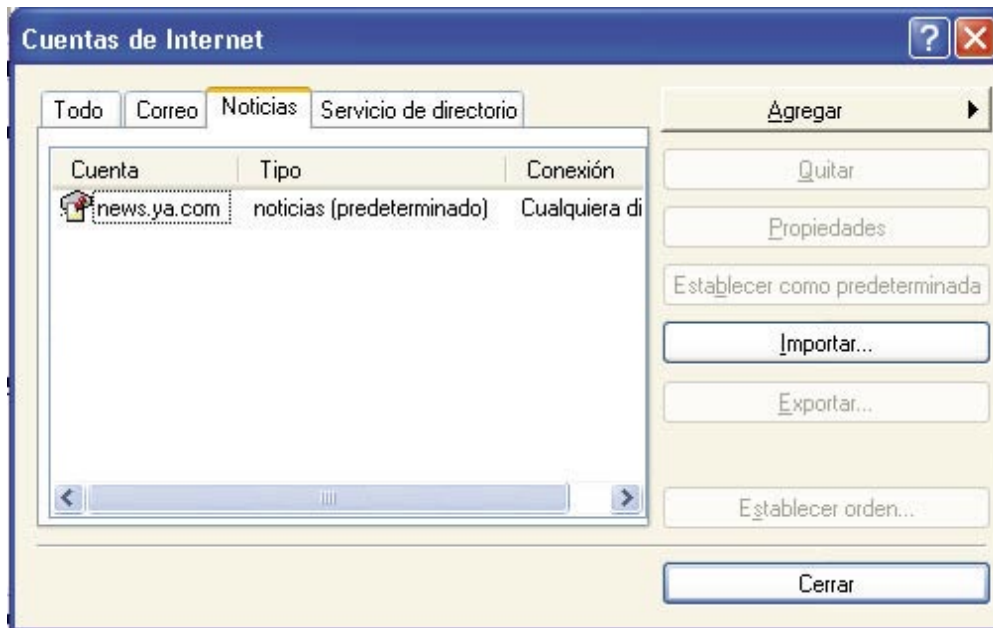 Cuentas de Internet
Todo Correo Noticias Servicio de directorio
Cuenta Tipo Conexión
news.ya.com noticias (predeterminado) Cualquiera di
Agregar
Quitar
Propiedades
Establecer como predeterminada
Importar...
Exportar...
Establecer orden...
Cerrar